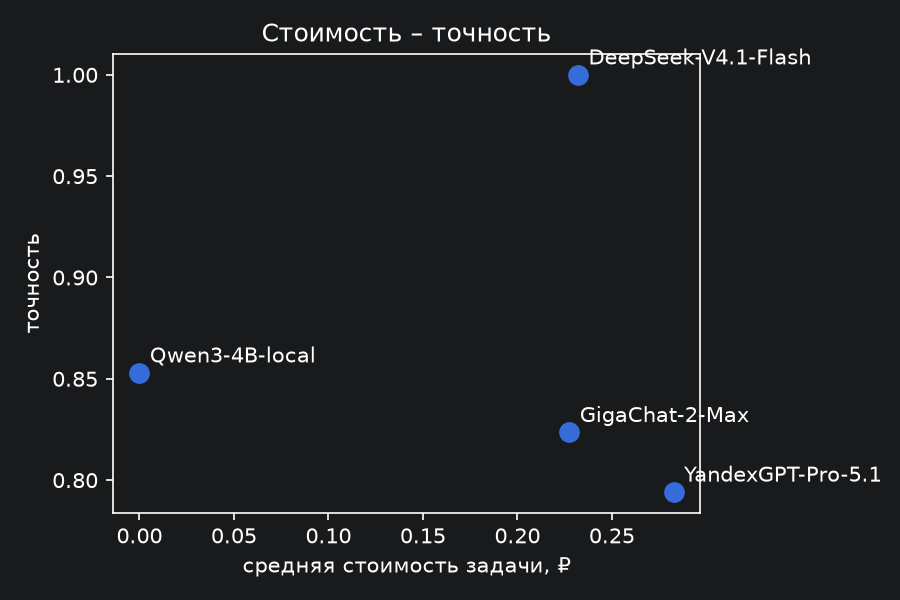 Стоимость – точность
DeepSeek-V4.1-Flash
1.00
0.95
точность
0.90
Qwen3-4B-local
0.85
GigaChat-2-Max
YandexGPT-Pro-5.1
0.80
0.00 0.05 0.10 0.15 0.20 0.25
средняя стоимость задачи, ₽